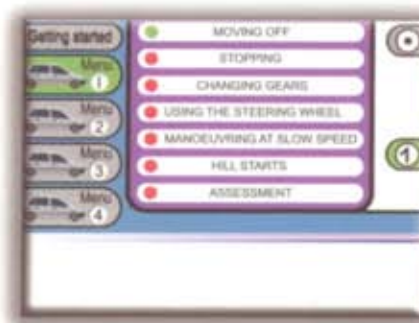 Getting started
Menu
1
Menu
2
Menu
3
Menu
4
MOVING OFF
STOPPING
CHANGING GEARS
USING THE STEERING WHEEL
MANOEUVRING AT SLOW SPEED
HILL STARTS
ASSESSMENT
1